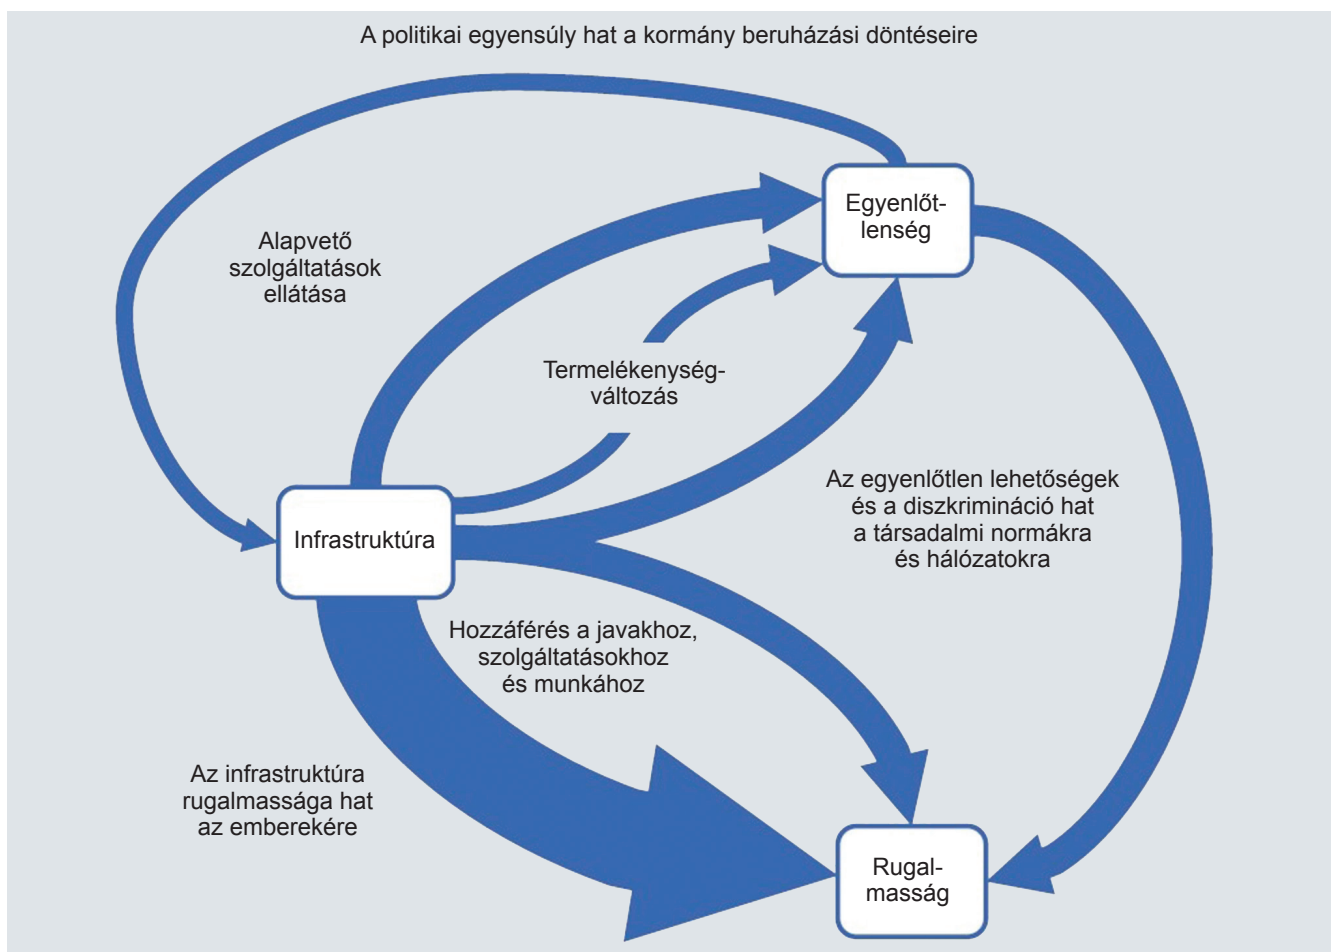 A politikai egyensúly hat a kormány beruházási döntéseire
Egyenlőt-
lenség
Alapvető
szolgáltatások
ellátása
Termelékenység-
változás
Az egyenlőtlen lehetőségek
és a diszkrimináció hat
a társadalmi normákra
és hálózatokra
Infrastruktúra
Hozzáférés a javakhoz,
szolgáltatásokhoz
és munkához
Az infrastruktúra
rugalmassága hat
az emberekére
Rugal-
masság